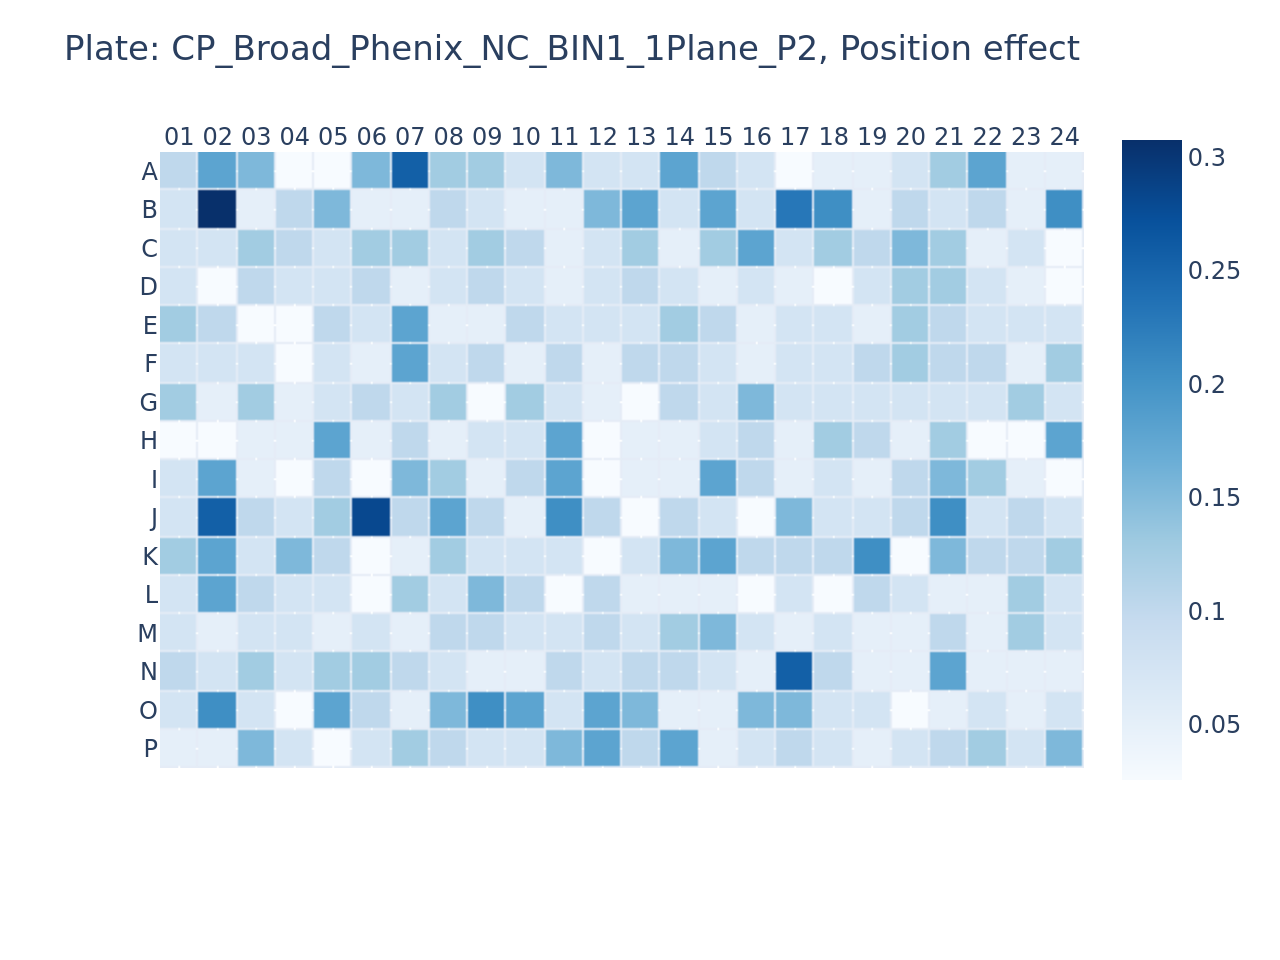 Plate: CP_Broad_Phenix_NC_BIN1_1Plane_P2, Position effect
01 02 03 04 05 06 07 08 09 10 11 12 13 14 15 16 17 18 19 20 21 22 23 24
A
B
C
D
E
F
G
H
I
J
K
L
M
N
O
P
0.3
0.25
0.2
0.15
0.1
0.05